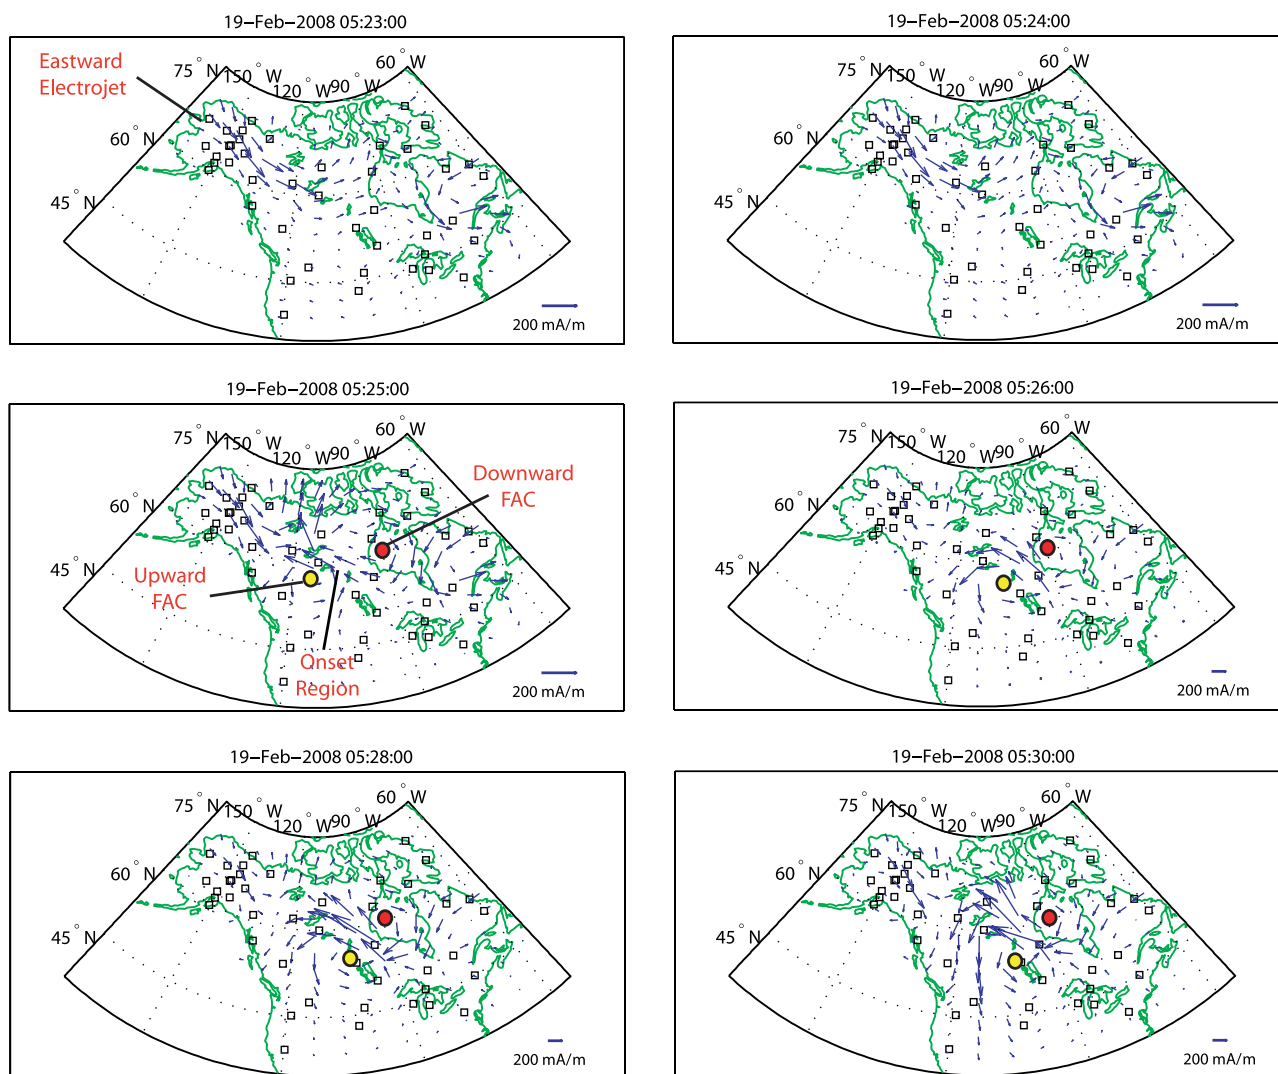 19−Feb−2008 05:23:00
Eastward
Electrojet
75° N
150° W
120° W
90° W
60° W
60° N
45° N
200 mA/m
19−Feb−2008 05:24:00
75° N
150° W
120° W
90° W
60° W
60° N
45° N
200 mA/m
19−Feb−2008 05:25:00
75° N
150° W
120° W
90° W
60° W
60° N
45° N
Downward
FAC
Upward
FAC
Onset
Region
200 mA/m
19−Feb−2008 05:26:00
75° N
150° W
120° W
90° W
60° W
60° N
45° N
200 mA/m
19−Feb−2008 05:28:00
75° N
150° W
120° W
90° W
60° W
60° N
45° N
200 mA/m
19−Feb−2008 05:30:00
75° N
150° W
120° W
90° W
60° W
60° N
45° N
200 mA/m